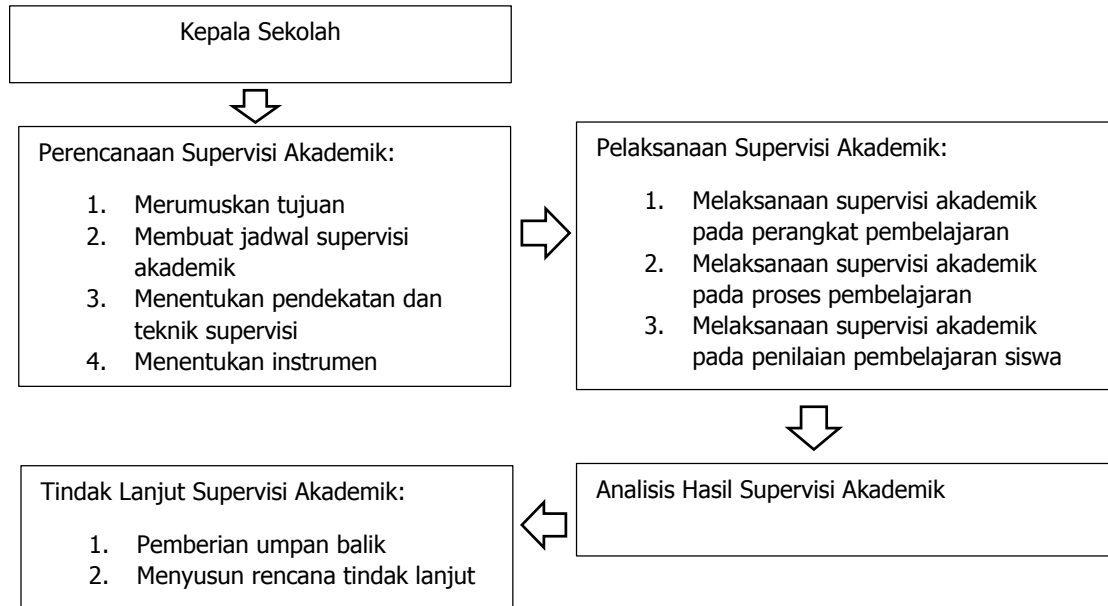 Kepala Sekolah
Perencanaan Supervisi Akademik:
1. Merumuskan tujuan
2. Membuat jadwal supervisi
akademik
3. Menentukan pendekatan dan
teknik supervisi
4. Menentukan instrumen
Pelaksanaan Supervisi Akademik:
1. Melaksanaan supervisi akademik
pada perangkat pembelajaran
2. Melaksanaan supervisi akademik
pada proses pembelajaran
3. Melaksanaan supervisi akademik
pada penilaian pembelajaran siswa
Analisis Hasil Supervisi Akademik
Tindak Lanjut Supervisi Akademik:
1. Pemberian umpan balik
2. Menyusun rencana tindak lanjut